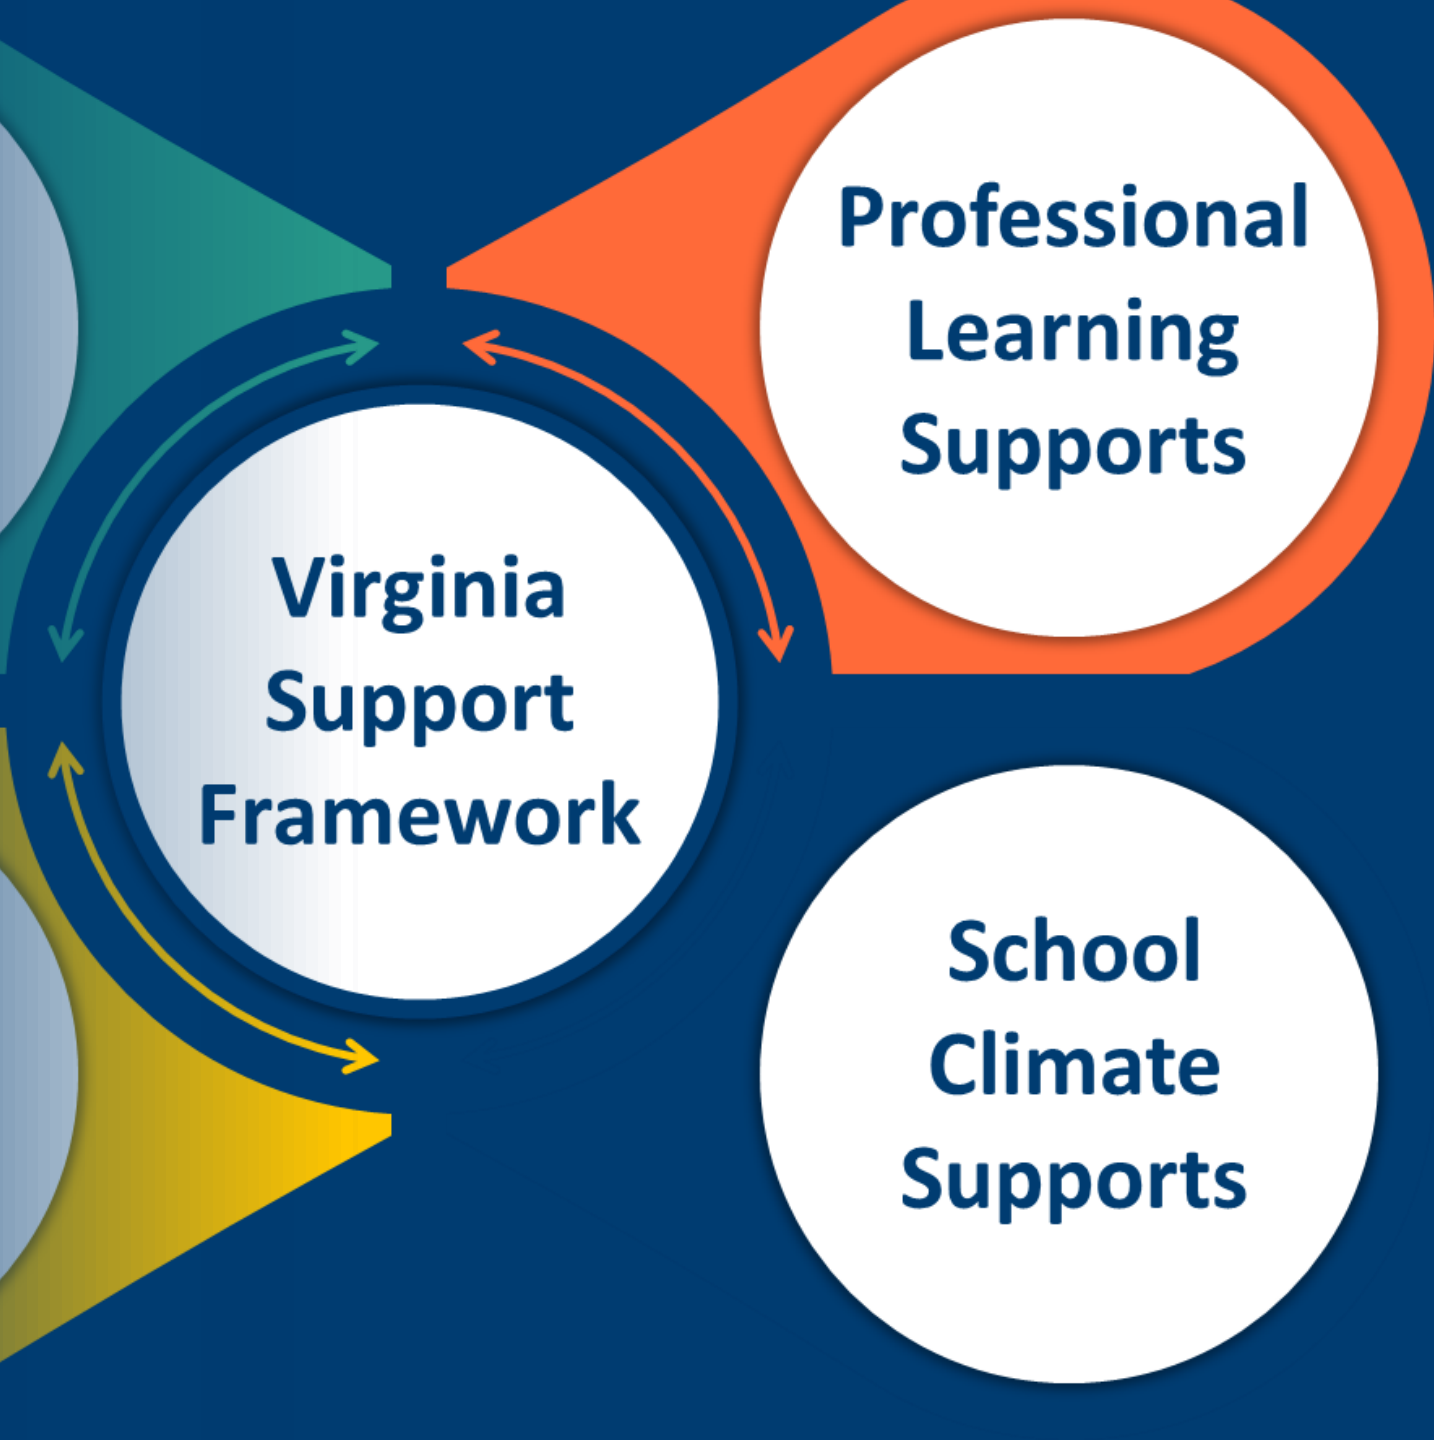 Professional
Learning
Supports
Virginia
Support
Framework
School
Climate
Supports